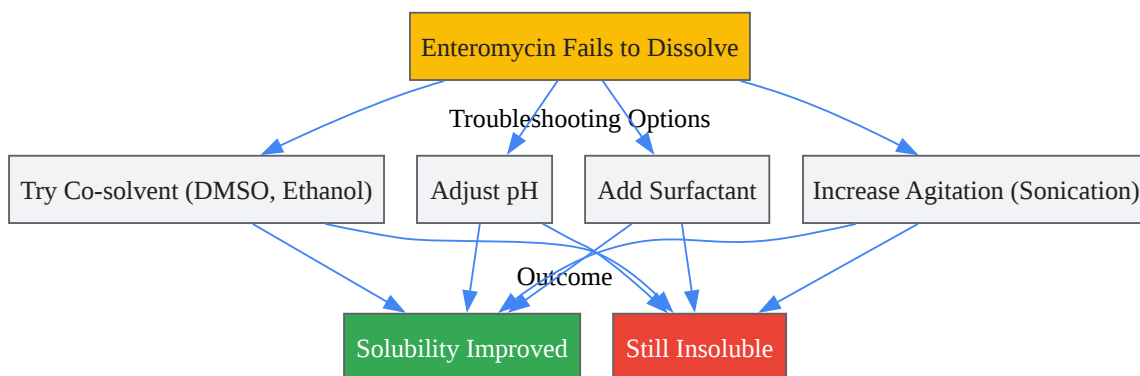 Enteromycin Fails to Dissolve
Troubleshooting Options
Try Co-solvent (DMSO, Ethanol)
Adjust pH
Add Surfactant
Increase Agitation (Sonication)
Outcome
Solubility Improved
Still Insoluble